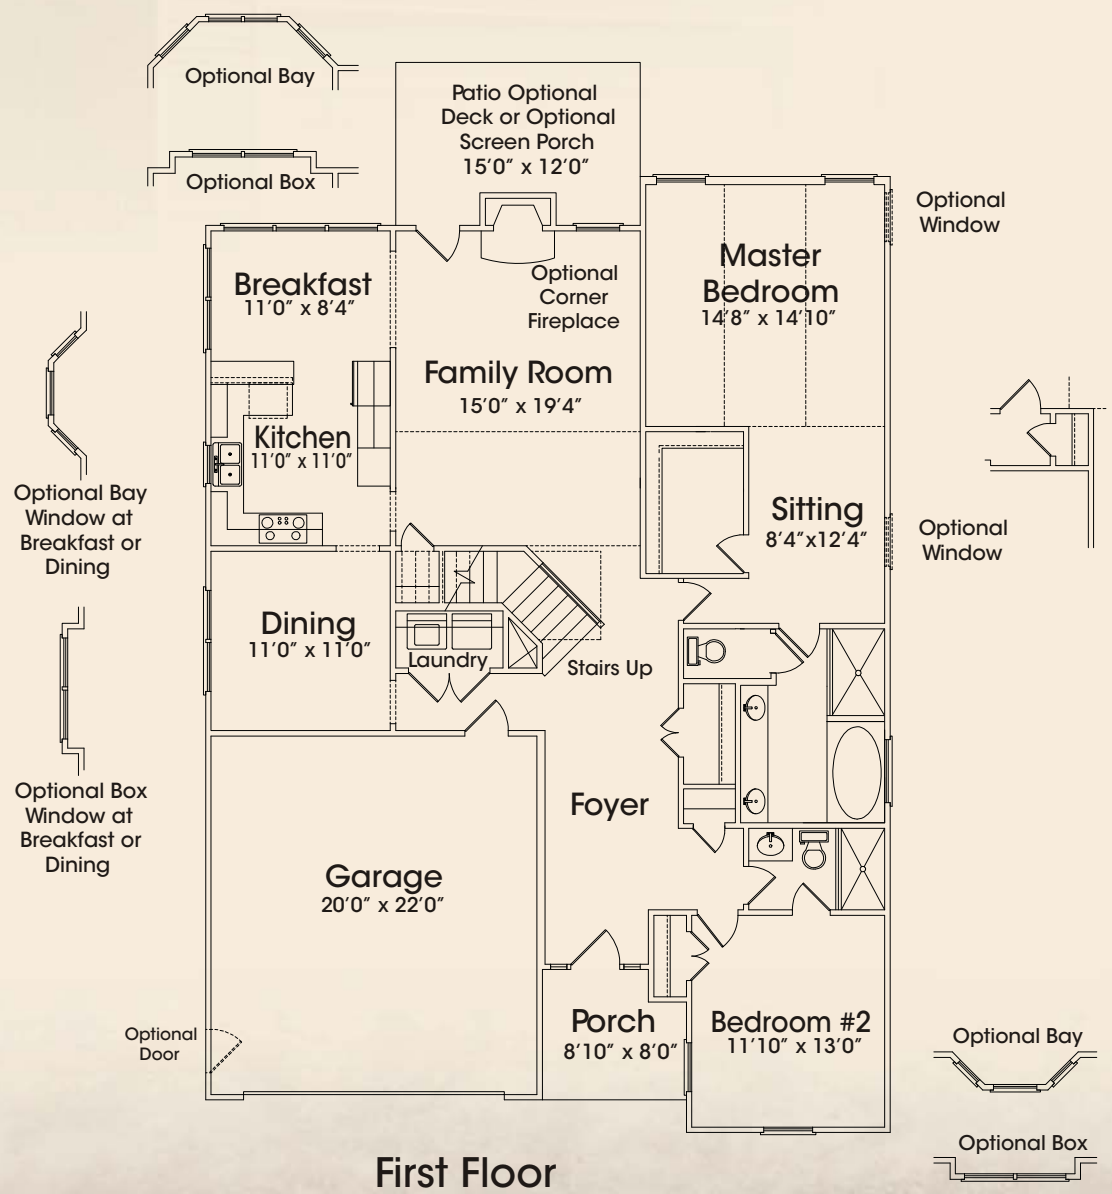 Optional Bay
Optional Box
Patio Optional
Deck or Optional
Screen Porch
15'0" x 12'0"
Optional
Window
Breakfast
11'0" x 8'4"
Optional
Corner
Fireplace
Master
Bedroom
14'8" x 14'10"
Family Room
15'0" x 19'4"
Kitchen
11'0" x 11'0"
Optional Bay
Window at
Breakfast or
Dining
Sitting
8'4"x12'4"
Optional
Window
Dining
11'0" x 11'0"
Laundry
Stairs Up
Optional Box
Window at
Breakfast or
Dining
Foyer
Garage
20'0" x 22'0"
Optional
Door
Porch
8'10" x 8'0"
Bedroom #2
11'10" x 13'0"
Optional Bay
Optional Box
First Floor